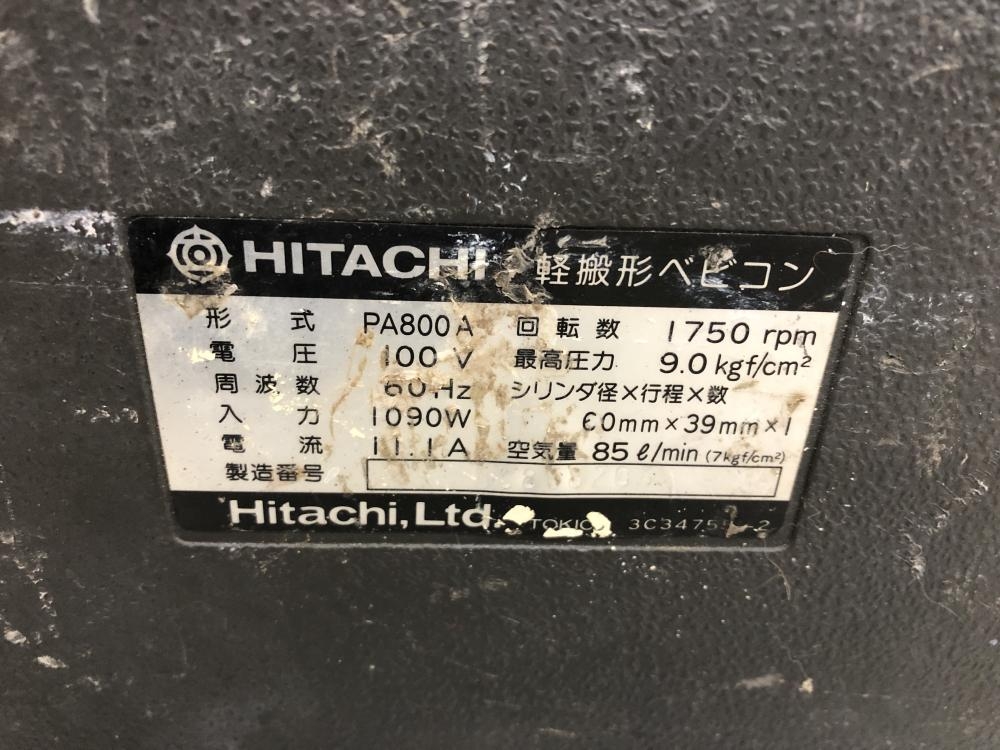 HITACHI 軽搬形ベビコン
形式 PA800A 回転数 1750 rpm
電圧 100 V 最高圧力 9.0 kgf/cm²
周波数 60Hz シリンダ径×行程×数
入力 1090W 60mm×39mm×1
電流 11.1A 空気量 85 ℓ/min (7kgf/cm²)
製造番号
Hitachi, Ltd. TOKICO